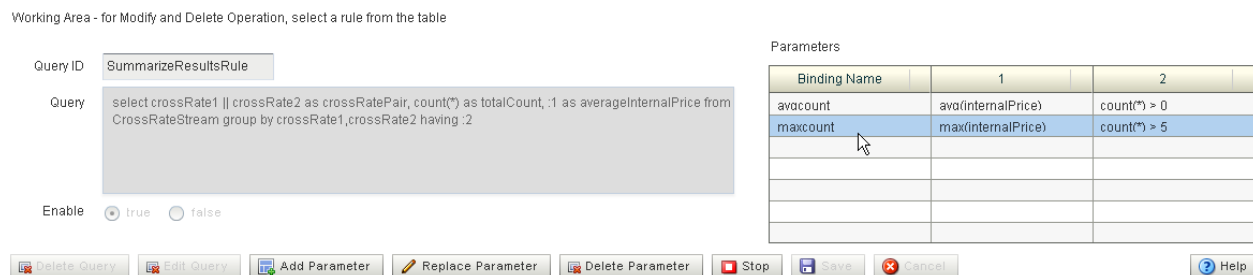 Working Area - for Modify and Delete Operation, select a rule from the table
Parameters
Query ID SummarizeResultsRule
Binding Name 1 2
Query select crossRate1 || crossRate2 as crossRatePair, count(*) as totalCount, :1 as averageInternalPrice from
CrossRateStream group by crossRate1,crossRate2 having :2
avgcount avg(internalPrice) count(*) > 0
maxcount max(internalPrice) count(*) > 5
Enable true false
Delete Query Edit Query Add Parameter Replace Parameter Delete Parameter Stop Save Cancel Help